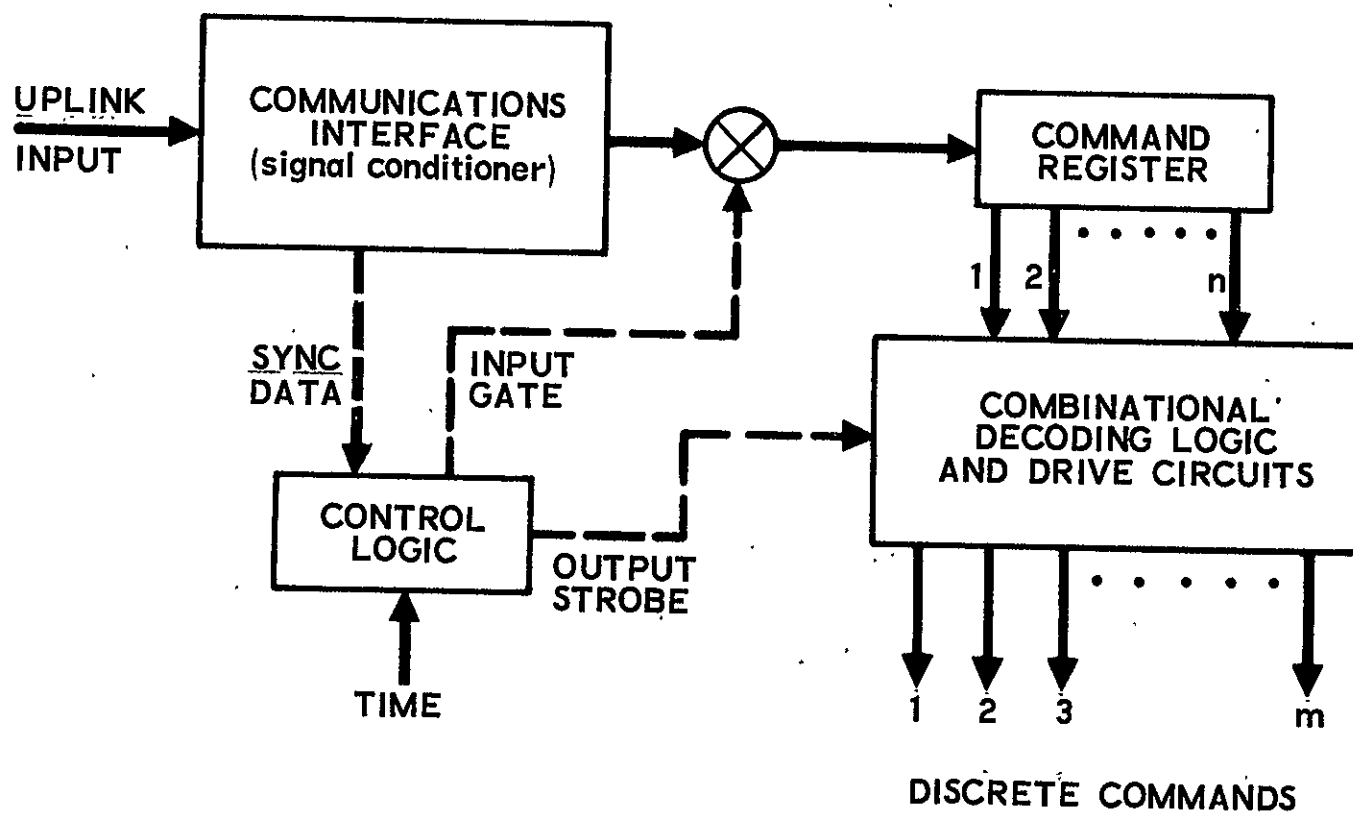 UPLINK
INPUT
COMMUNICATIONS
INTERFACE
(signal conditioner)
COMMAND
REGISTER
1 2 n
SYNC
DATA
INPUT
GATE
COMBINATIONAL
DECODING LOGIC
AND DRIVE CIRCUITS
CONTROL
LOGIC
OUTPUT
STROBE
TIME
1 2 3 m
DISCRETE COMMANDS